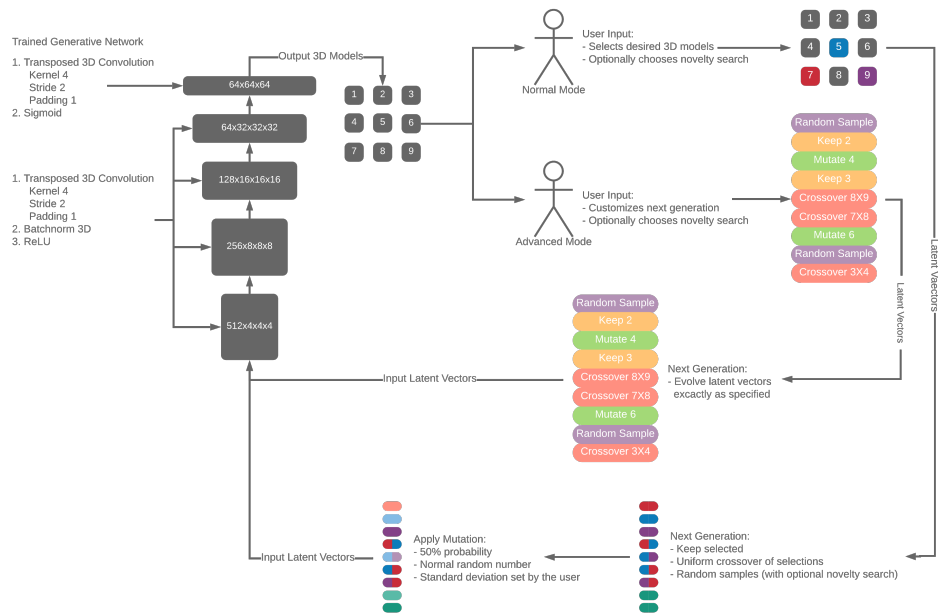 Trained Generative Network
1. Transposed 3D Convolution
Kernel 4
Stride 2
Padding 1
2. Sigmoid
1. Transposed 3D Convolution
Kernel 4
Stride 2
Padding 1
2. Batchnorm 3D
3. ReLU
64x64x64
64x32x32x32
128x16x16x16
256x8x8x8
512x4x4x4
Output 3D Models
1 2 3
4 5 6
7 8 9
Normal Mode
User Input:
- Selects desired 3D models
- Optionally chooses novelty search
1 2 3
4 5 6
7 8 9
Advanced Mode
User Input:
- Customizes next generation
- Optionally chooses novelty search
Random Sample
Keep 2
Mutate 4
Keep 3
Crossover 8X9
Crossover 7X8
Mutate 6
Random Sample
Crossover 3X4
Latent Vectors
Latent Vaectors
Random Sample
Keep 2
Mutate 4
Keep 3
Crossover 8X9
Crossover 7X8
Mutate 6
Random Sample
Crossover 3X4
Next Generation:
- Evolve latent vectors
excactly as specified
Input Latent Vectors
Input Latent Vectors
Apply Mutation:
- 50% probability
- Normal random number
- Standard deviation set by the user
Next Generation:
- Keep selected
- Uniform crossover of selections
- Random samples (with optional novelty search)